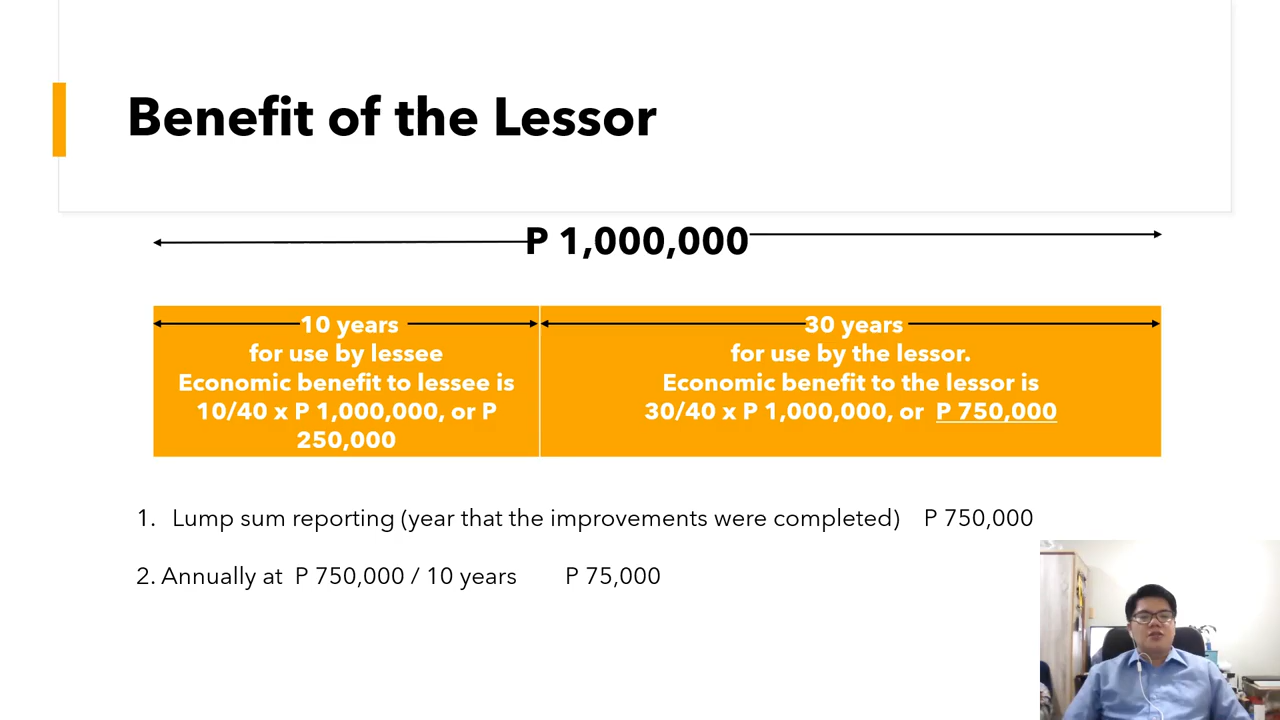 Benefit of the Lessor
P 1,000,000
10 years
for use by lessee
Economic benefit to lessee is
10/40 x P 1,000,000, or P
250,000
30 years
for use by the lessor.
Economic benefit to the lessor is
30/40 x P 1,000,000, or P 750,000
1. Lump sum reporting (year that the improvements were completed) P 750,000
2. Annually at P 750,000 / 10 years P 75,000